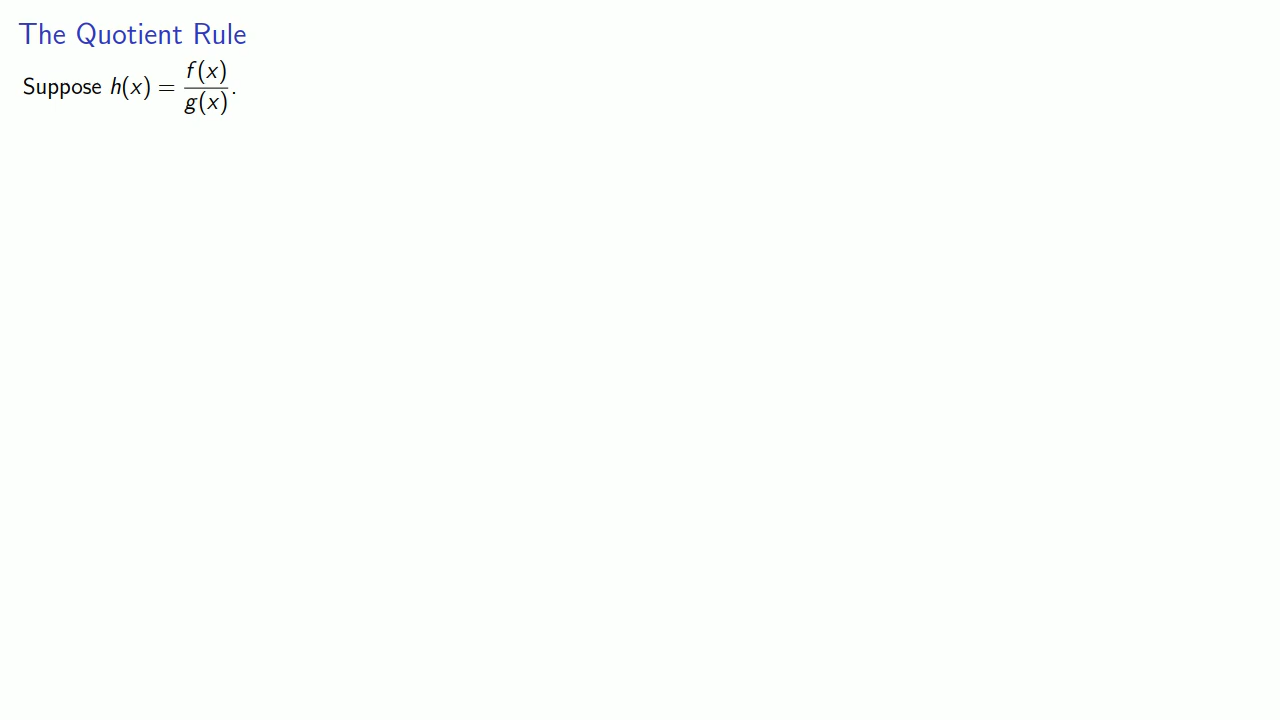 The Quotient Rule
Suppose h(x) = f(x)/g(x).